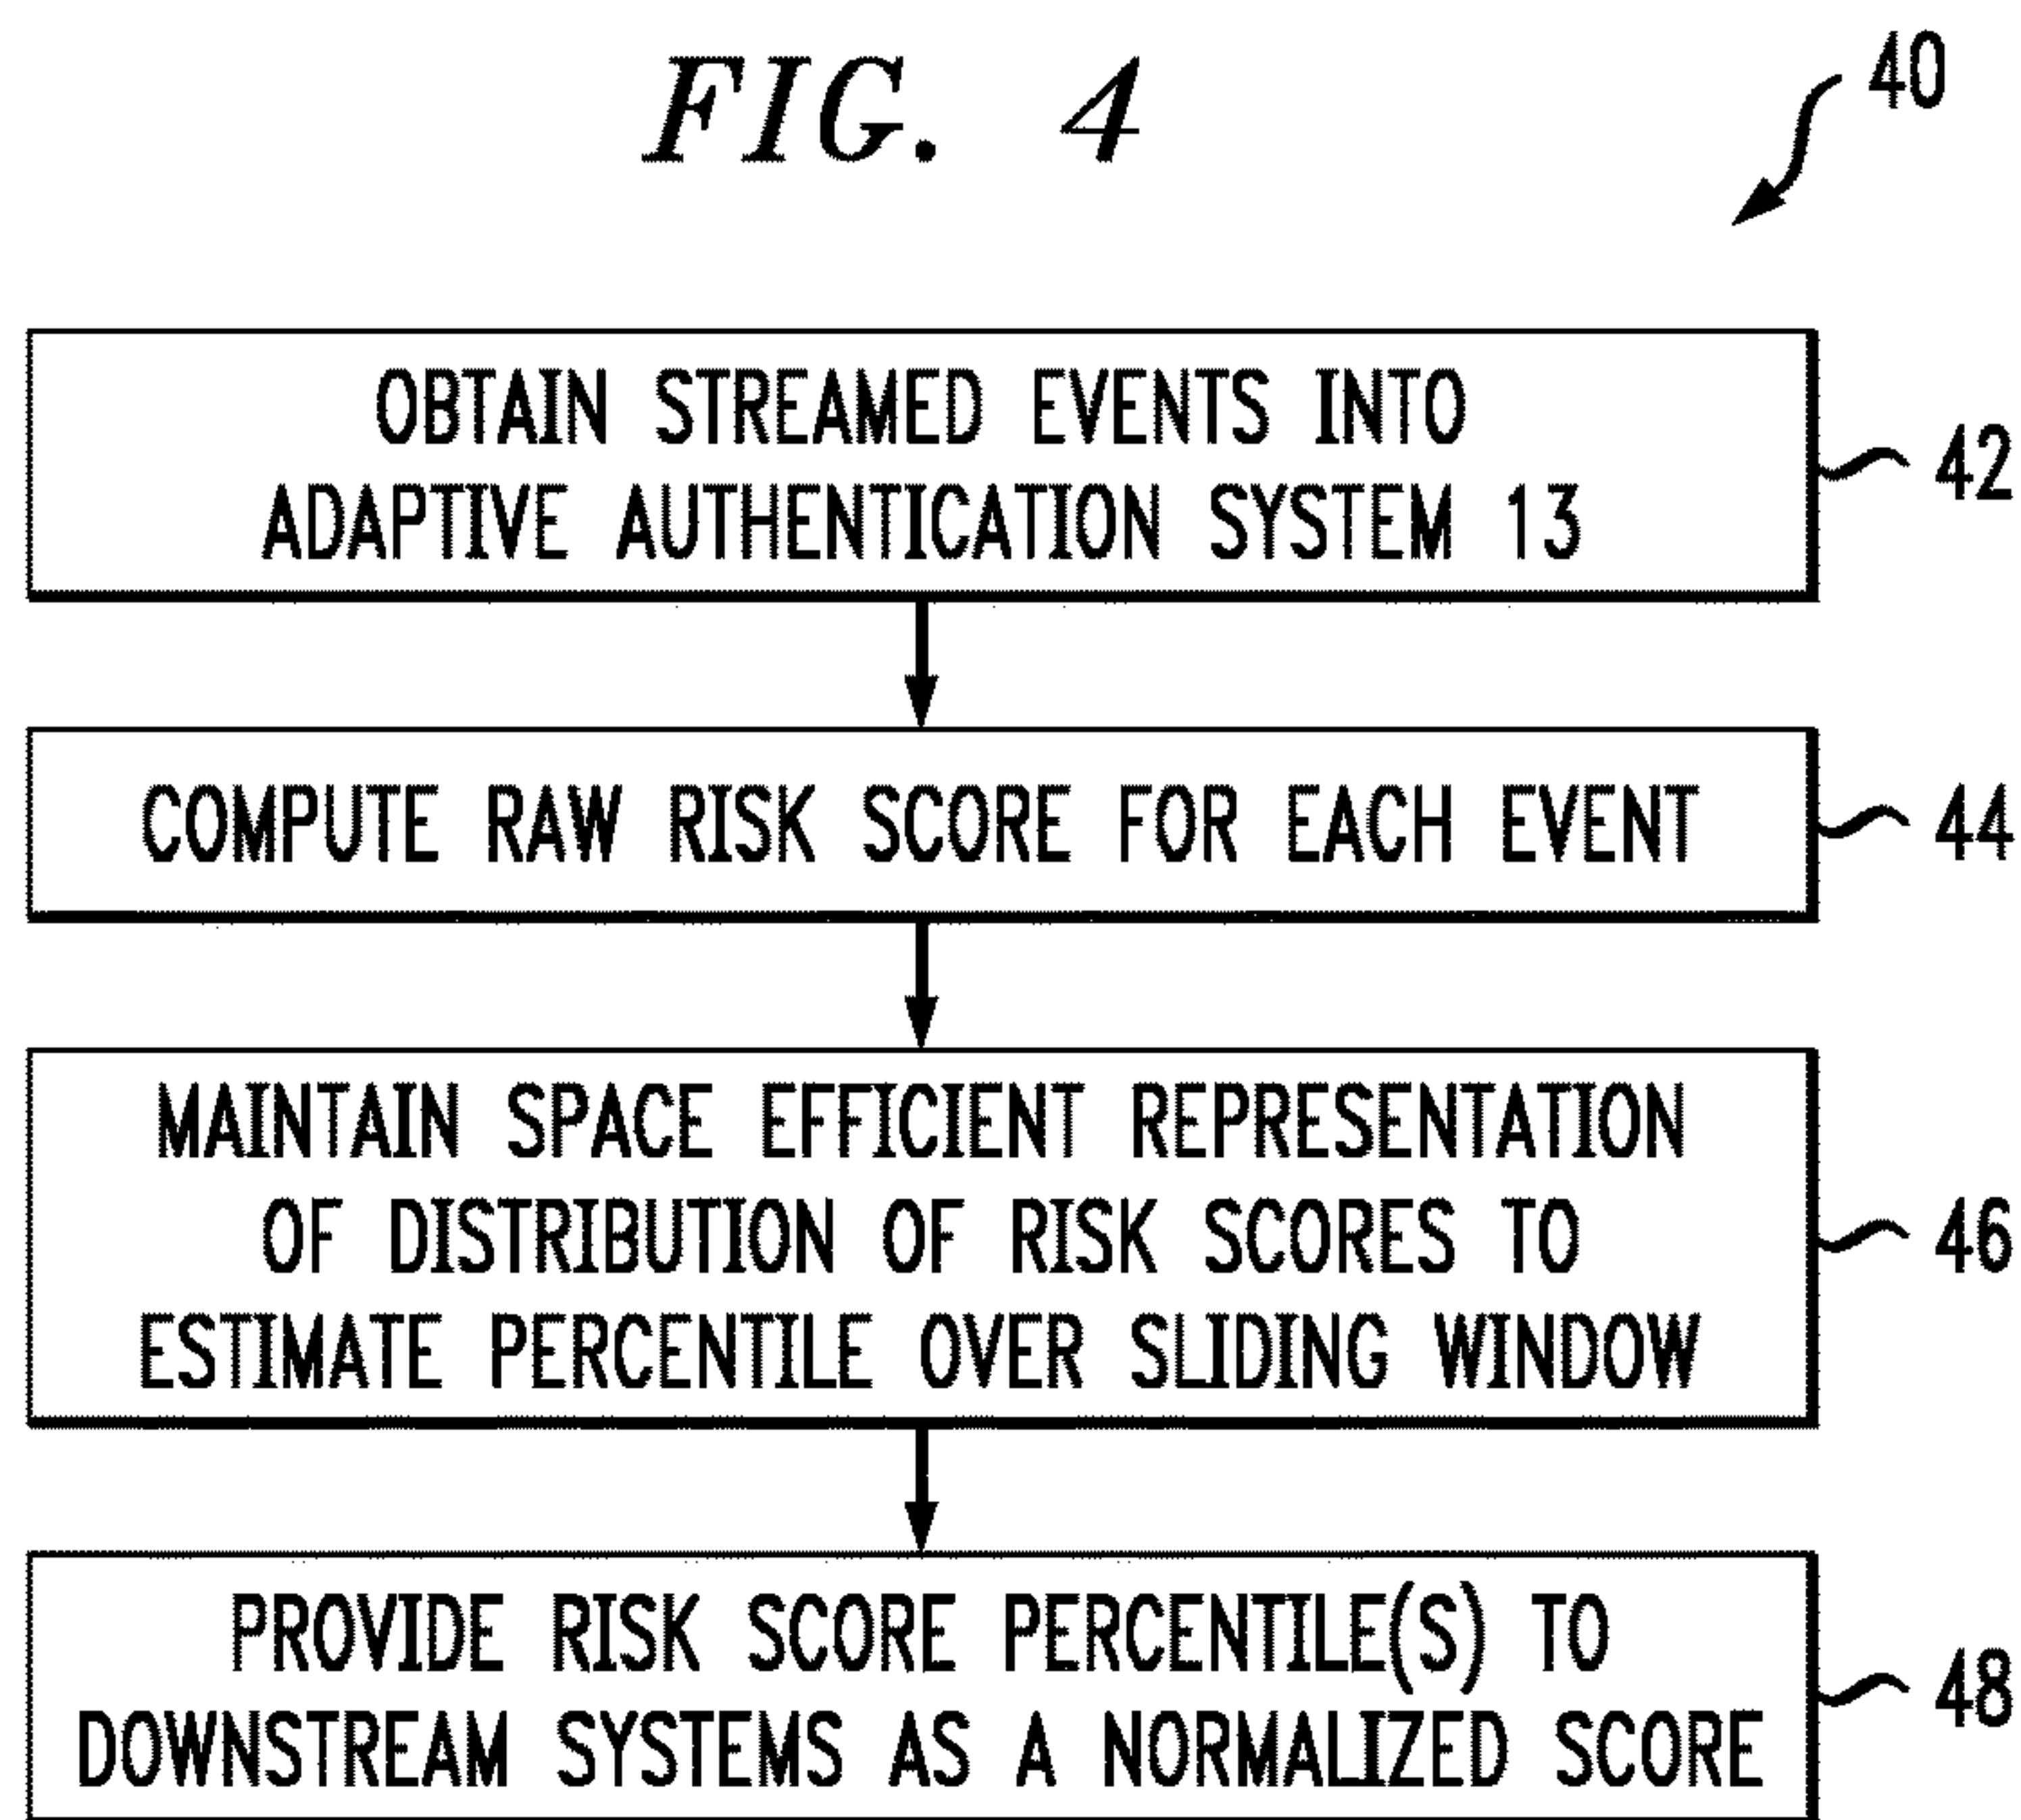 FIG. 4
40
OBTAIN STREAMED EVENTS INTO
ADAPTIVE AUTHENTICATION SYSTEM 13
42
COMPUTE RAW RISK SCORE FOR EACH EVENT
44
MAINTAIN SPACE EFFICIENT REPRESENTATION
OF DISTRIBUTION OF RISK SCORES TO
ESTIMATE PERCENTILE OVER SLIDING WINDOW
46
PROVIDE RISK SCORE PERCENTILE(S) TO
DOWNSTREAM SYSTEMS AS A NORMALIZED SCORE
48